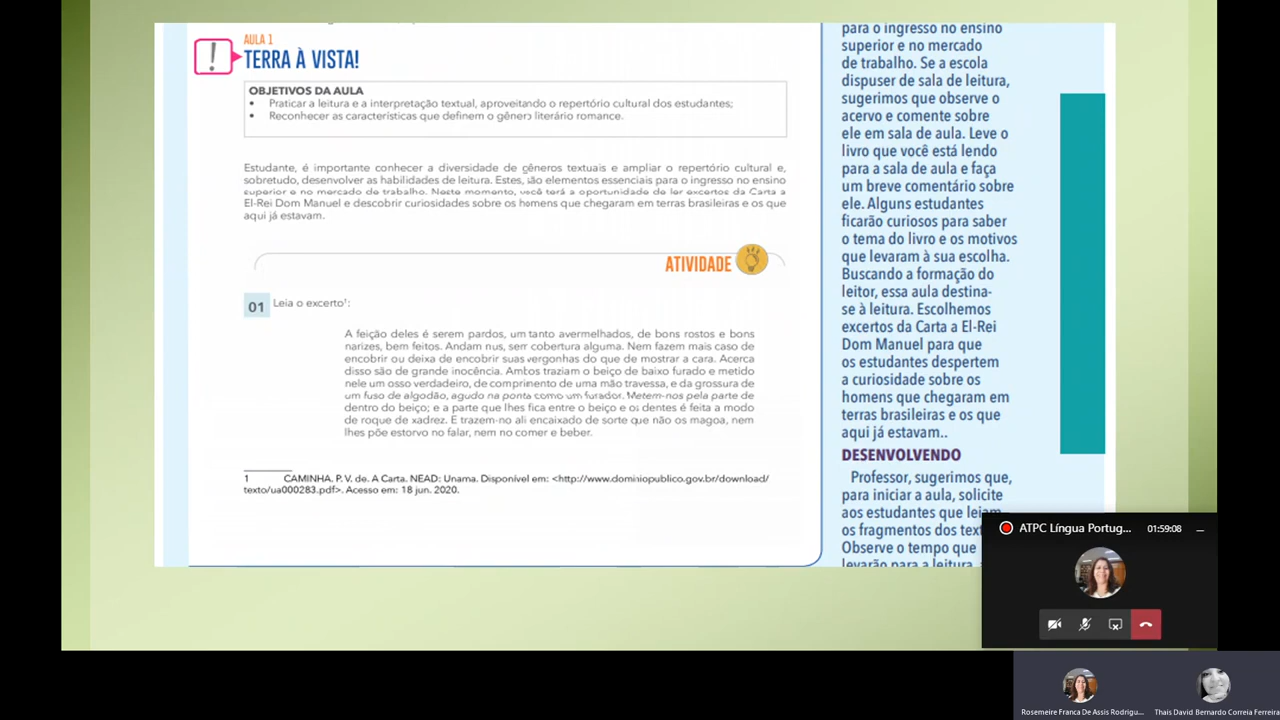 AULA 1
TERRA À VISTA!
OBJETIVOS DA AULA
• Praticar a leitura e a interpretação textual, aproveitando o repertório cultural dos estudantes;
• Reconhecer as características que definem o gênero literário romance.
Estudante, é importante conhecer a diversidade de gêneros textuais e ampliar o repertório cultural e,
sobretudo, desenvolver as habilidades de leitura. Estes, são elementos essenciais para o ingresso no ensino
superior e no mercado de trabalho. Neste momento, você terá a oportunidade de ler excertos da Carta a
El-Rei Dom Manuel e descobrir curiosidades sobre os homens que chegaram em terras brasileiras e os que
aqui já estavam.
ATIVIDADE
01 Leia o excerto¹:
A feição deles é serem pardos, um tanto avermelhados, de bons rostos e bons
narizes, bem feitos. Andam nus, sem cobertura alguma. Nem fazem mais caso de
encobrir ou deixa de encobrir suas vergonhas do que de mostrar a cara. Acerca
disso são de grande inocência. Ambos traziam o beiço de baixo furado e metido
nele um osso verdadeiro, de comprimento de uma mão travessa, e da grossura de
um fuso de algodão, agudo na ponta como um furador. Metem-nos pela parte de
dentro do beiço; e a parte que lhes fica entre o beiço e os dentes é feita a modo
de roque de xadrez. E trazem-no ali encaixado de sorte que não os magoa, nem
lhes põe estorvo no falar, nem no comer e beber.
1 CAMINHA. P. V. de. A Carta. NEAD: Unama. Disponível em: <http://www.dominiopublico.gov.br/download/
texto/ua000283.pdf>. Acesso em: 18 jun. 2020.
para o ingresso no ensino
superior e no mercado
de trabalho. Se a escola
dispuser de sala de leitura,
sugerimos que observe o
acervo e comente sobre
ele em sala de aula. Leve o
livro que você está lendo
para a sala de aula e faça
um breve comentário sobre
ele. Alguns estudantes
ficarão curiosos para saber
o tema do livro e os motivos
que levaram à sua escolha.
Buscando a formação do
leitor, essa aula destina-
se à leitura. Escolhemos
excertos da Carta a El-Rei
Dom Manuel para que
os estudantes despertem
a curiosidade sobre os
homens que chegaram em
terras brasileiras e os que
aqui já estavam..
DESENVOLVENDO
Professor, sugerimos que,
para iniciar a aula, solicite
aos estudantes que leiam
os fragmentos dos
Observe o tempo que
levarão para a leitura,
ATPC Língua Portug... 01:59:08
Rosemeire Franca De Assis Rodrigu...
Thais David Bernardo Correia Ferreira